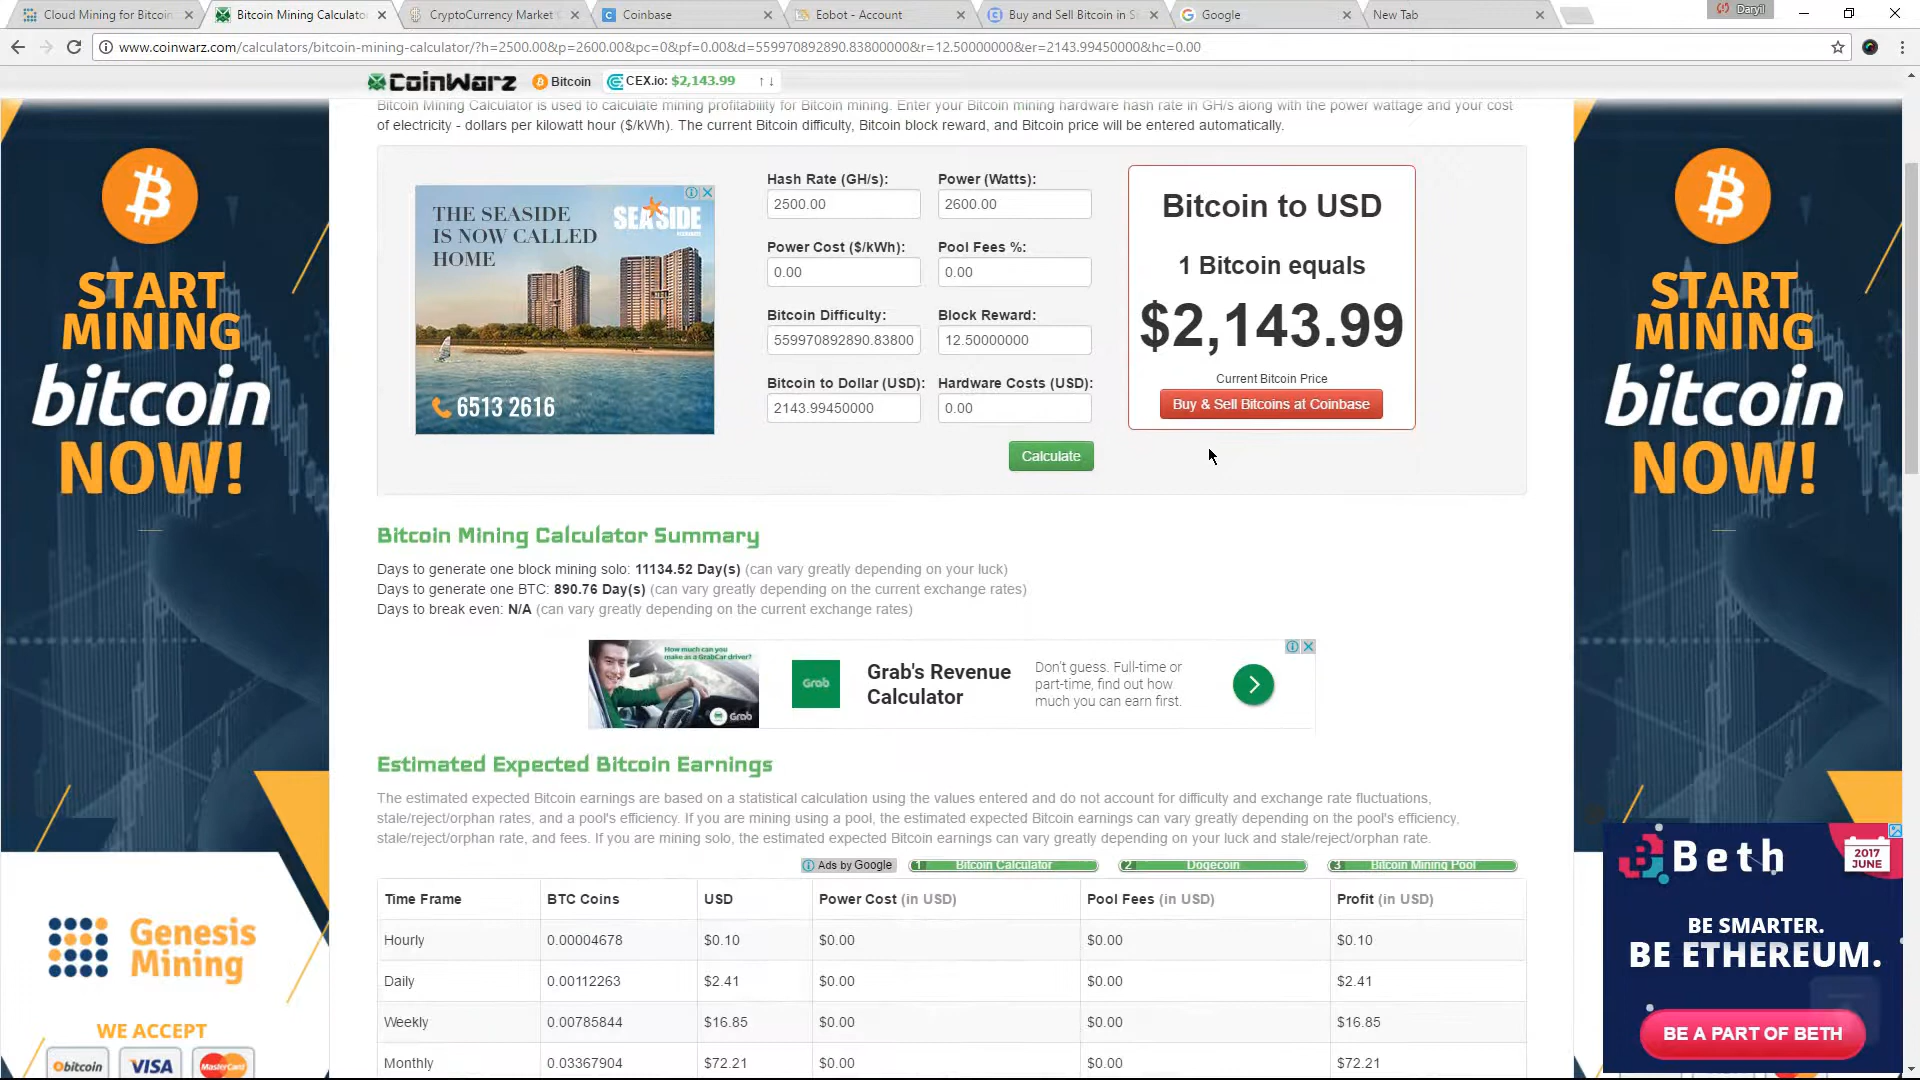 Cloud Mining for Bitcoin
Bitcoin Mining Calculato
CryptoCurrency Market C
Coinbase
Eobot - Account
Buy and Sell Bitcoin in S
Google
New Tab
Daryll
www.coinwarz.com/calculators/bitcoin-mining-calculator/?h=2500.00&p=2600.00&pc=0&pf=0.00&d=559970892890.83800000&r=12.50000000&er=2143.99450000&hc=0.00
CoinWarz
Bitcoin
CEX.io: $2,143.99 ↑ ↓
Bitcoin Mining Calculator is used to calculate mining profitability for Bitcoin mining. Enter your Bitcoin mining hardware hash rate in GH/s along with the power wattage and your cost
of electricity - dollars per kilowatt hour ($/kWh). The current Bitcoin difficulty, Bitcoin block reward, and Bitcoin price will be entered automatically.
START
MINING
bitcoin
NOW!
Genesis
Mining
WE ACCEPT
bitcoin
VISA
MasterCard
THE SEASIDE
IS NOW CALLED
HOME
SEASIDE
6513 2616
Hash Rate (GH/s):
2500.00
Power (Watts):
2600.00
Power Cost ($/kWh):
0.00
Pool Fees %:
0.00
Bitcoin Difficulty:
559970892890.83800
Block Reward:
12.50000000
Bitcoin to Dollar (USD):
2143.99450000
Hardware Costs (USD):
0.00
Calculate
Bitcoin to USD
1 Bitcoin equals
$2,143.99
Current Bitcoin Price
Buy & Sell Bitcoins at Coinbase
Bitcoin Mining Calculator Summary
Days to generate one block mining solo: 11134.52 Day(s) (can vary greatly depending on your luck)
Days to generate one BTC: 890.76 Day(s) (can vary greatly depending on the current exchange rates)
Days to break even: N/A (can vary greatly depending on the current exchange rates)
How much can you
make as a GrabCar driver?
Grab
Grab
Grab's Revenue
Calculator
Don't guess. Full-time or
part-time, find out how
much you can earn first.
Estimated Expected Bitcoin Earnings
The estimated expected Bitcoin earnings are based on a statistical calculation using the values entered and do not account for difficulty and exchange rate fluctuations,
stale/reject/orphan rates, and a pool's efficiency. If you are mining using a pool, the estimated expected Bitcoin earnings can vary greatly depending on the pool's efficiency,
stale/reject/orphan rate, and fees. If you are mining solo, the estimated expected Bitcoin earnings can vary greatly depending on your luck and stale/reject/orphan rate.
Ads by Google
1 Bitcoin Calculator
2 Dogecoin
3 Bitcoin Mining Pool
Time Frame BTC Coins USD Power Cost (in USD) Pool Fees (in USD) Profit (in USD)
Hourly 0.00004678 $0.10 $0.00 $0.00 $0.10
Daily 0.00112263 $2.41 $0.00 $0.00 $2.41
Weekly 0.00785844 $16.85 $0.00 $0.00 $16.85
Monthly 0.03367904 $72.21 $0.00 $0.00 $72.21
START
MINING
bitcoin
NOW!
Beth
2017
JUNE
BE SMARTER.
BE ETHEREUM.
BE A PART OF BETH